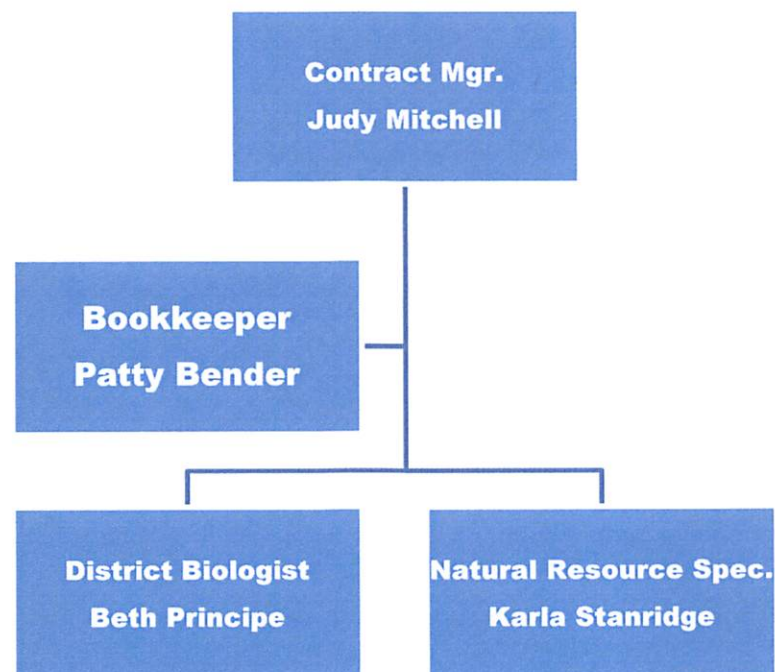 Contract Mgr.
Judy Mitchell
Bookkeeper
Patty Bender
District Biologist
Beth Principe
Natural Resource Spec.
Karla Stanridge